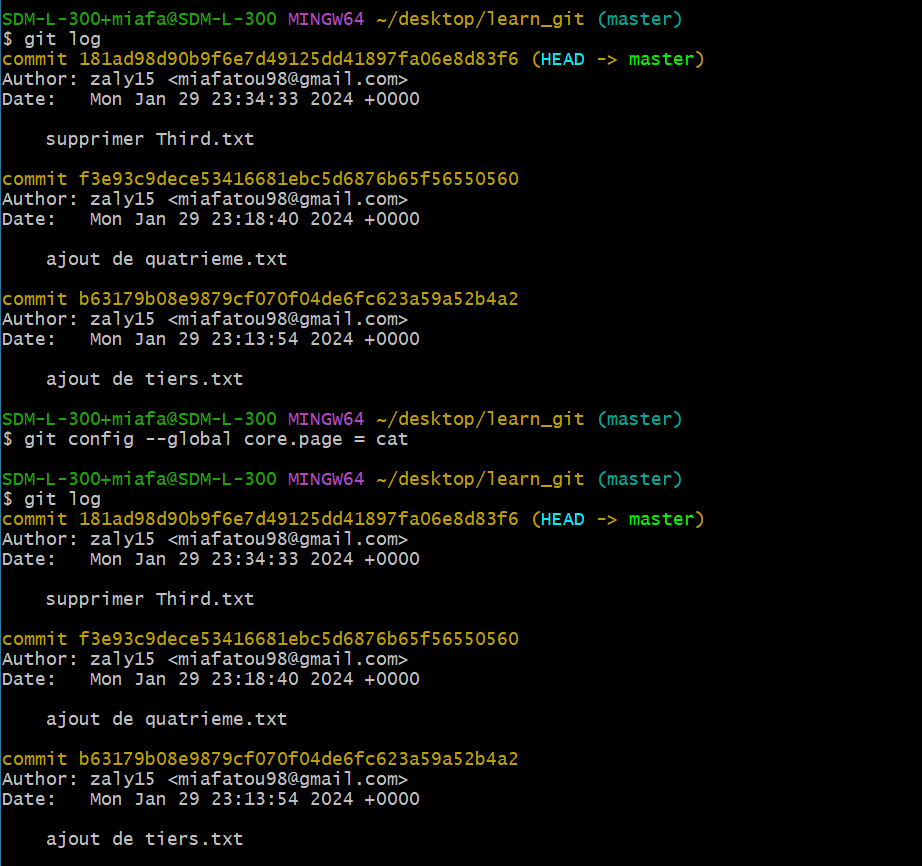 SDM-L-300+miafa@SDM-L-300 MINGW64 ~/desktop/learn_git (master)
$ git log
commit 181ad98d90b9f6e7d49125dd41897fa06e8d83f6 (HEAD -> master)
Author: zaly15 <miafatou98@gmail.com>
Date:   Mon Jan 29 23:34:33 2024 +0000
    supprimer Third.txt
commit f3e93c9dece53416681ebc5d6876b65f56550560
Author: zaly15 <miafatou98@gmail.com>
Date:   Mon Jan 29 23:18:40 2024 +0000
    ajout de quatrieme.txt
commit b63179b08e9879cf070f04de6fc623a59a52b4a2
Author: zaly15 <miafatou98@gmail.com>
Date:   Mon Jan 29 23:13:54 2024 +0000
    ajout de tiers.txt
SDM-L-300+miafa@SDM-L-300 MINGW64 ~/desktop/learn_git (master)
$ git config --global core.page = cat
SDM-L-300+miafa@SDM-L-300 MINGW64 ~/desktop/learn_git (master)
$ git log
commit 181ad98d90b9f6e7d49125dd41897fa06e8d83f6 (HEAD -> master)
Author: zaly15 <miafatou98@gmail.com>
Date:   Mon Jan 29 23:34:33 2024 +0000
    supprimer Third.txt
commit f3e93c9dece53416681ebc5d6876b65f56550560
Author: zaly15 <miafatou98@gmail.com>
Date:   Mon Jan 29 23:18:40 2024 +0000
    ajout de quatrieme.txt
commit b63179b08e9879cf070f04de6fc623a59a52b4a2
Author: zaly15 <miafatou98@gmail.com>
Date:   Mon Jan 29 23:13:54 2024 +0000
    ajout de tiers.txt